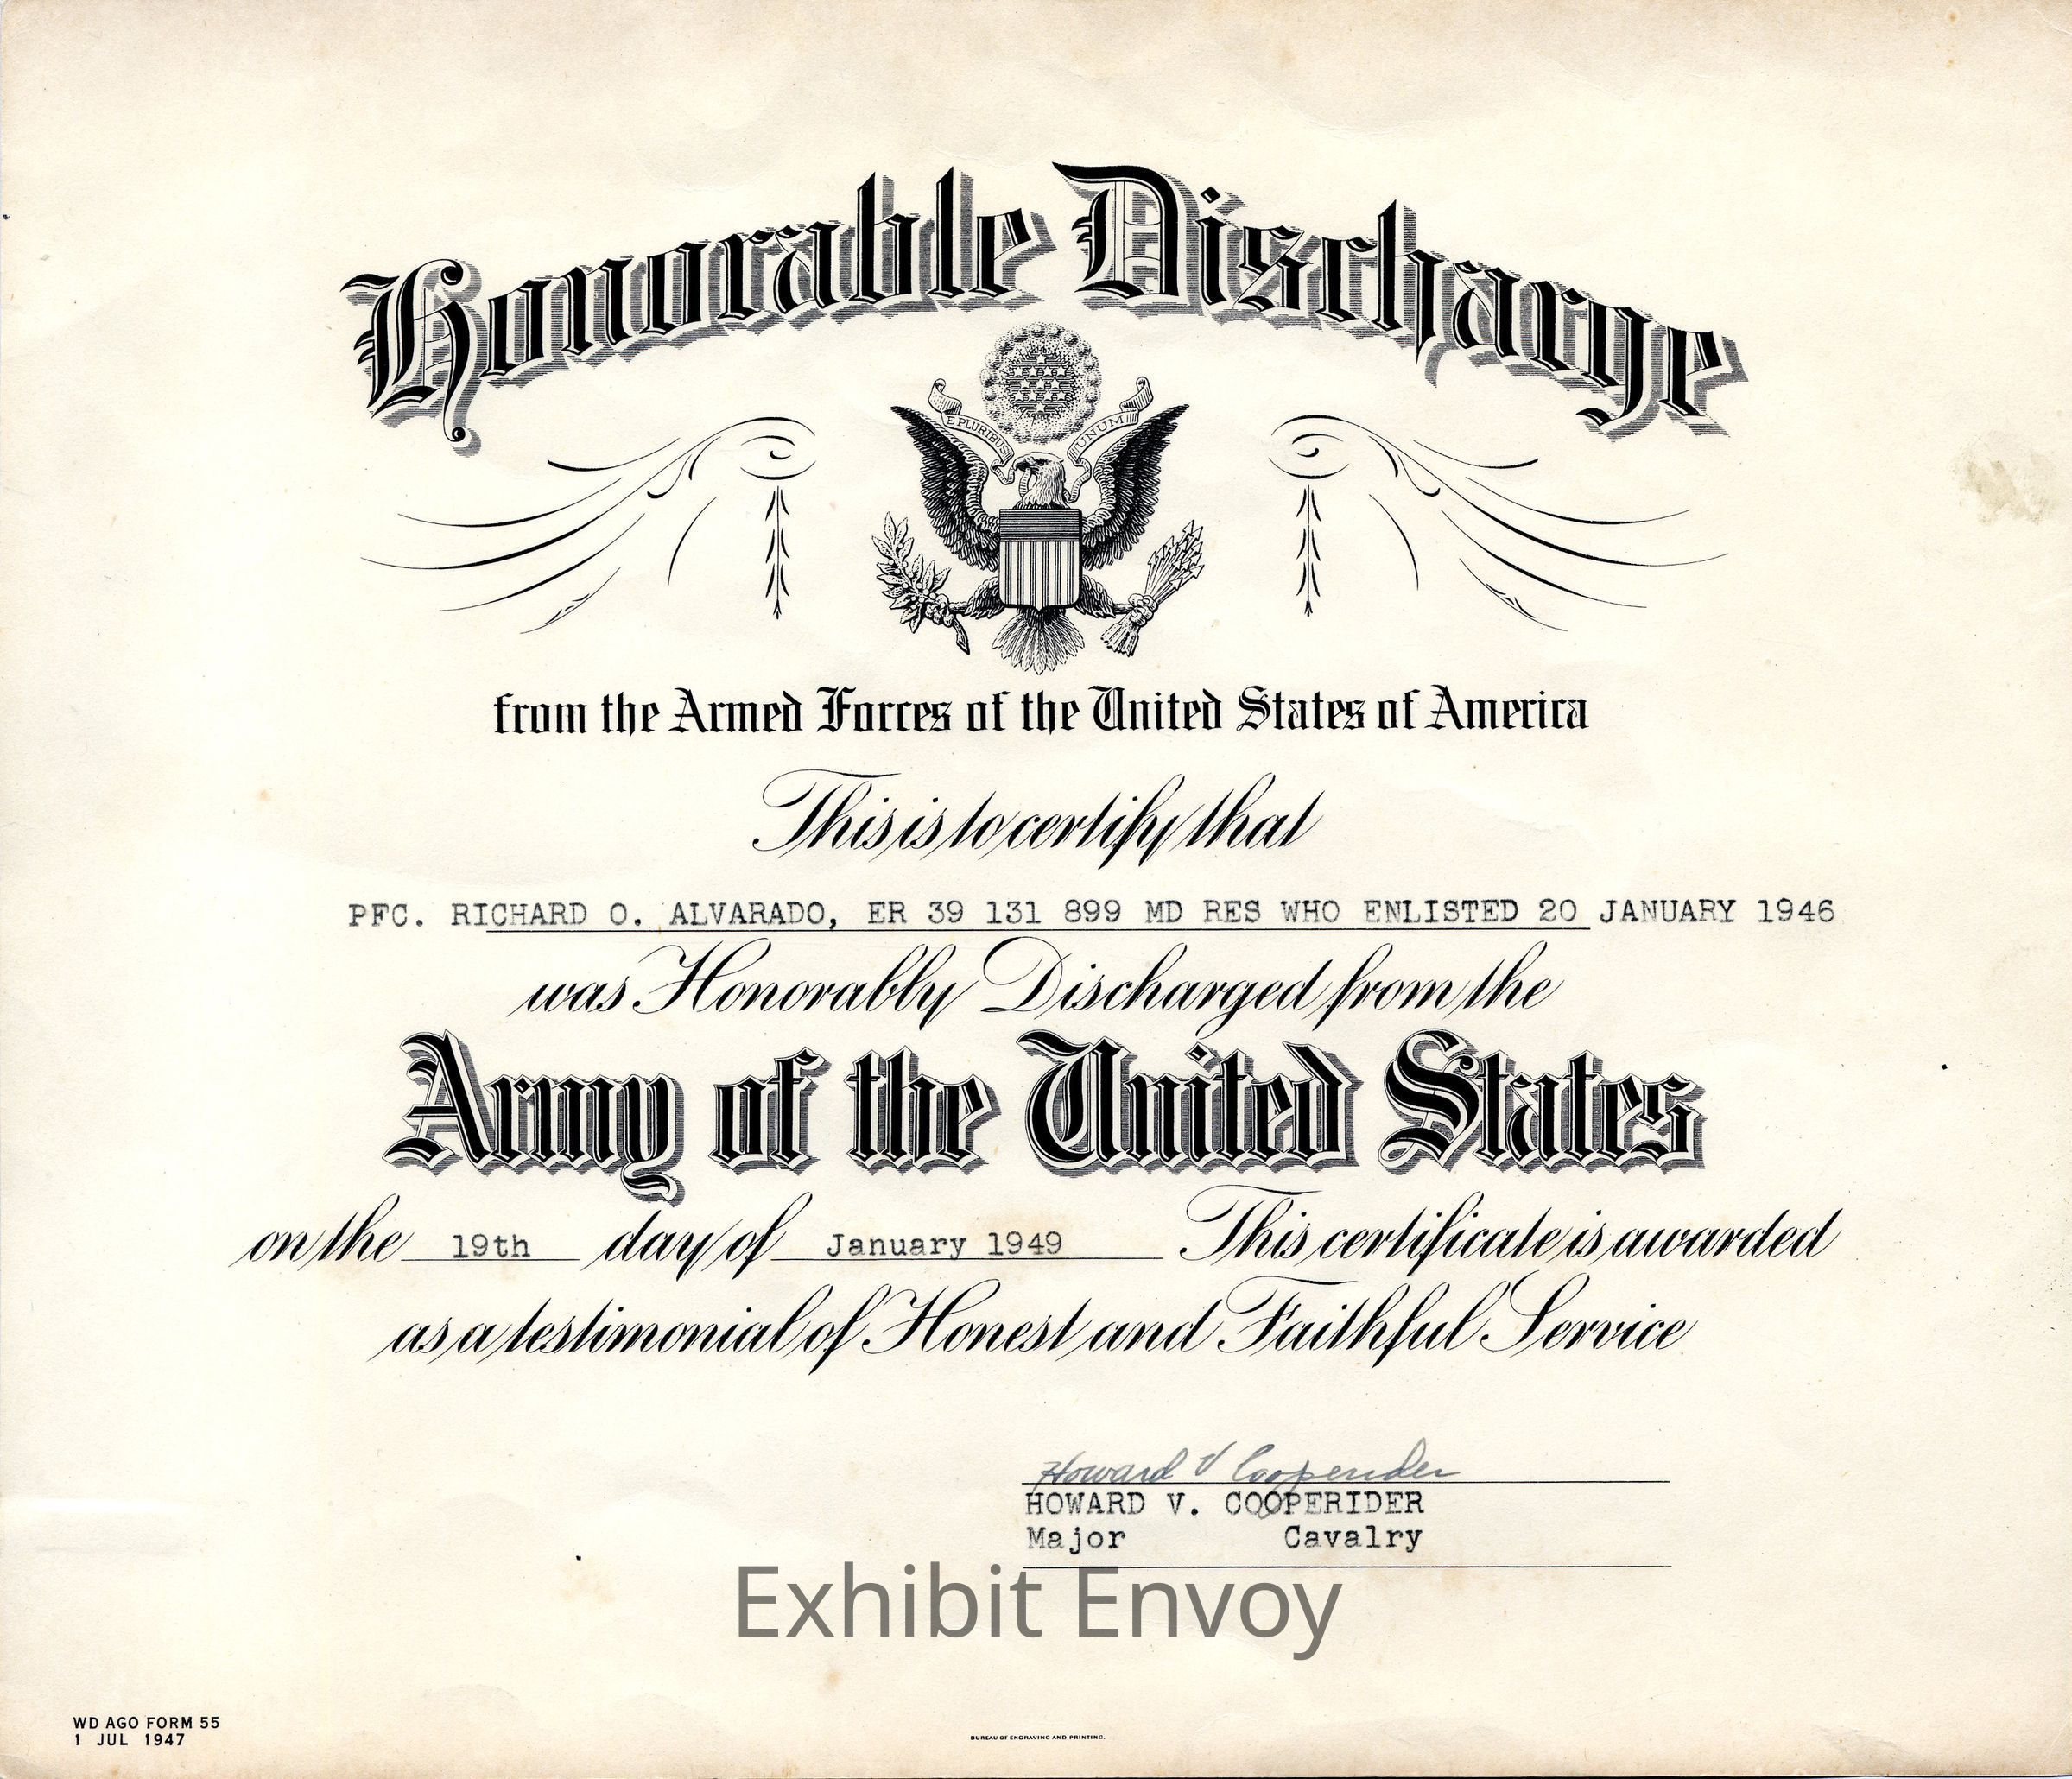 Honorable Discharge
E PLURIBUS UNUM
from the Armed Forces of the United States of America
This is to certify that
PFC. RICHARD O. ALVARADO, ER 39 131 899 MD RES WHO ENLISTED 20 JANUARY 1946
was Honorably Discharged from the
Army of the United States
on the 19th day of January 1949 This certificate is awarded
as a testimonial of Honest and Faithful Service
Howard V Cooperider
HOWARD V. COOPERIDER
Major Cavalry
Exhibit Envoy
WD AGO FORM 55
1 JUL 1947
BUREAU OF ENGRAVING AND PRINTING.